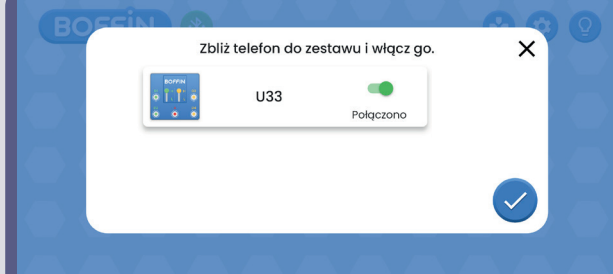 BOFFIN
Zbliż telefon do zestawu i włącz go.
BOFFIN
U33
Połączono